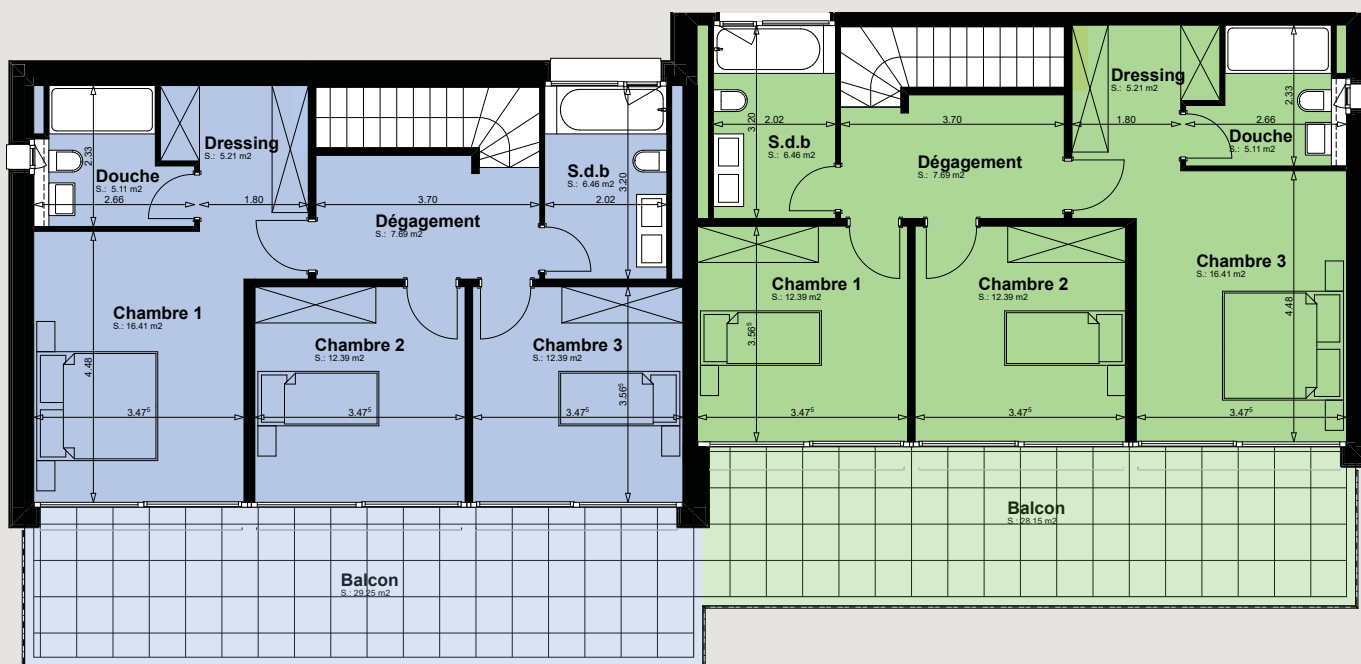 Dressing
S.: 5.21 m2
2.33
Douche
S.: 5.11 m2
2.66
1.80
3.70
Dégagement
S.: 7.69 m2
S.d.b
S.: 6.46 m2
3.20
2.02
Chambre 1
S.: 16.41 m2
4.48
3.47⁵
Chambre 2
S.: 12.39 m2
3.47⁵
Chambre 3
S.: 12.39 m2
3.56⁵
3.47⁵
Balcon
S.: 29.25 m2
3.20
2.02
S.d.b
S.: 6.46 m2
3.70
Dégagement
S.: 7.69 m2
Dressing
S.: 5.21 m2
1.80
2.33
2.66
Douche
S.: 5.11 m2
Chambre 1
S.: 12.39 m2
3.56⁵
3.47⁵
Chambre 2
S.: 12.39 m2
3.47⁵
Chambre 3
S.: 16.41 m2
4.48
3.47⁵
Balcon
S.: 28.15 m2